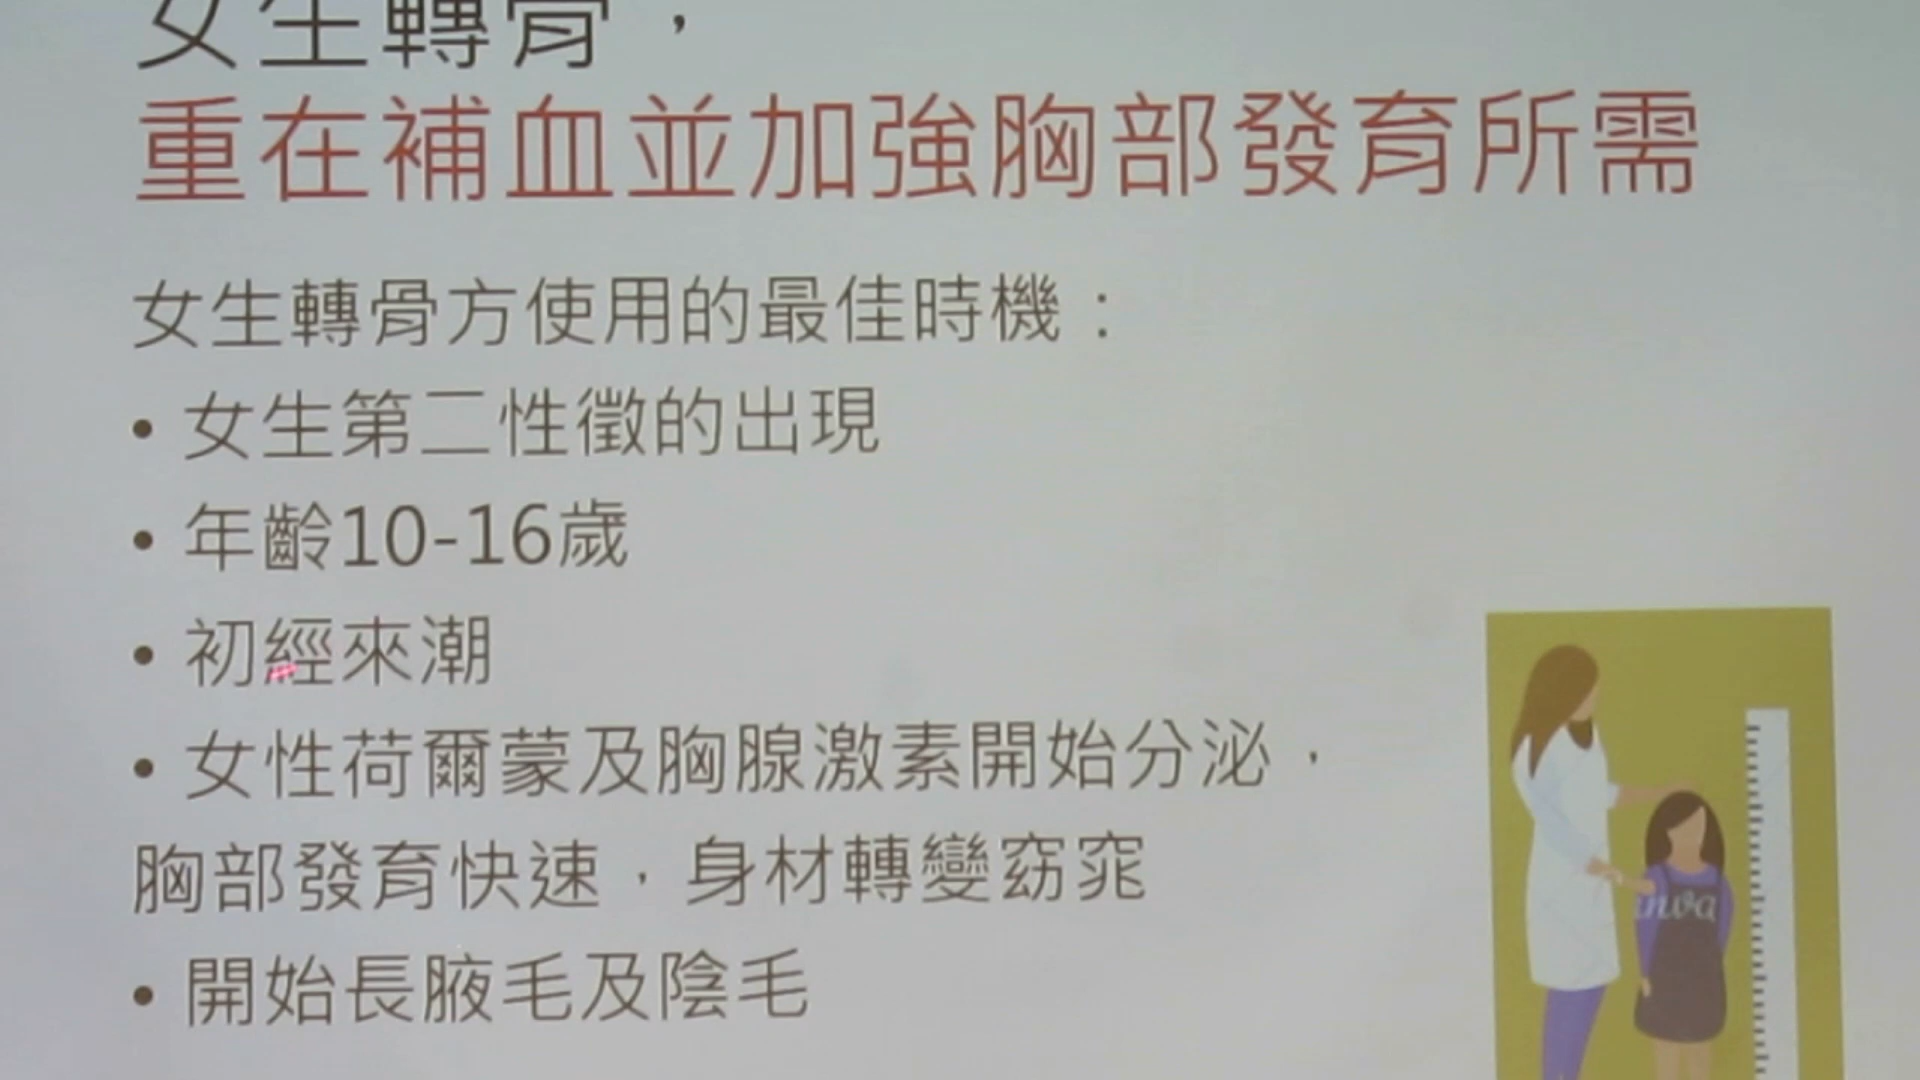 女生轉骨，
重在補血並加強胸部發育所需
女生轉骨方使用的最佳時機：
• 女生第二性徵的出現
• 年齡10-16歲
• 初經來潮
• 女性荷爾蒙及胸腺激素開始分泌，
胸部發育快速，身材轉變窈窕
• 開始長腋毛及陰毛
nva